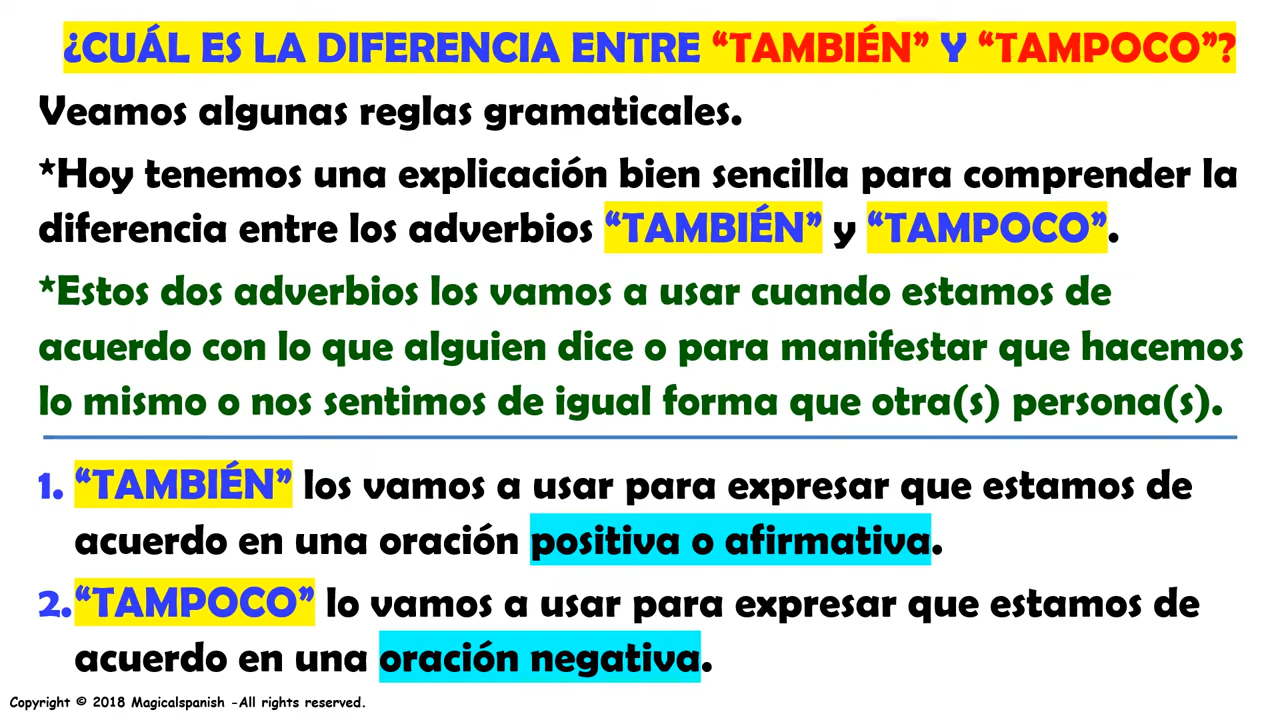 ¿CUÁL ES LA DIFERENCIA ENTRE “TAMBIÉN” Y “TAMPOCO”?
Veamos algunas reglas gramaticales.
*Hoy tenemos una explicación bien sencilla para comprender la
diferencia entre los adverbios “TAMBIÉN” y “TAMPOCO”.
*Estos dos adverbios los vamos a usar cuando estamos de
acuerdo con lo que alguien dice o para manifestar que hacemos
lo mismo o nos sentimos de igual forma que otra(s) persona(s).
1. “TAMBIÉN” los vamos a usar para expresar que estamos de
acuerdo en una oración positiva o afirmativa.
2.“TAMPOCO” lo vamos a usar para expresar que estamos de
acuerdo en una oración negativa.
Copyright © 2018 Magicalspanish -All rights reserved.